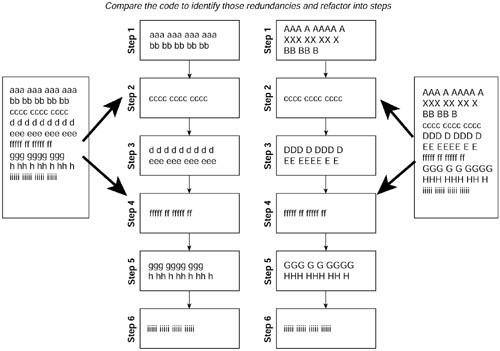 Compare the code to identify those redundancies and refactor into steps
aaa aaa aaa aaa
bb bb bb bb bb
cccc cccc cccc
d d d d d d d d d
eee eee eee eee
fffff ff fffff ff
ggg gggg ggg
h hh h h hh h h
iiiii iiiii iiiii iiiii
Step 1
aaa aaa aaa aaa
bb bb bb bb bb
Step 2
cccc cccc cccc
Step 3
d d d d d d d d d
eee eee eee eee
Step 4
fffff ff fffff ff
Step 5
ggg gggg ggg
h hh h h hh h h
Step 6
iiiii iiiii iiiii iiiii
Step 1
AAA A AAAA A
XXX XX XX X
BB BB B
Step 2
cccc cccc cccc
Step 3
DDD D DDD D
EE EEEE E E
Step 4
fffff ff fffff ff
Step 5
GGG G G GGGG
HHH HHH HH H
Step 6
iiiii iiiii iiiii iiiii
AAA A AAAA A
XXX XX XX X
BB BB B
cccc cccc cccc
DDD D DDD D
EE EEEE E E
fffff ff fffff ff
GGG G G GGGG
HHH HHH HH H
iiiii iiiii iiiii iiiii